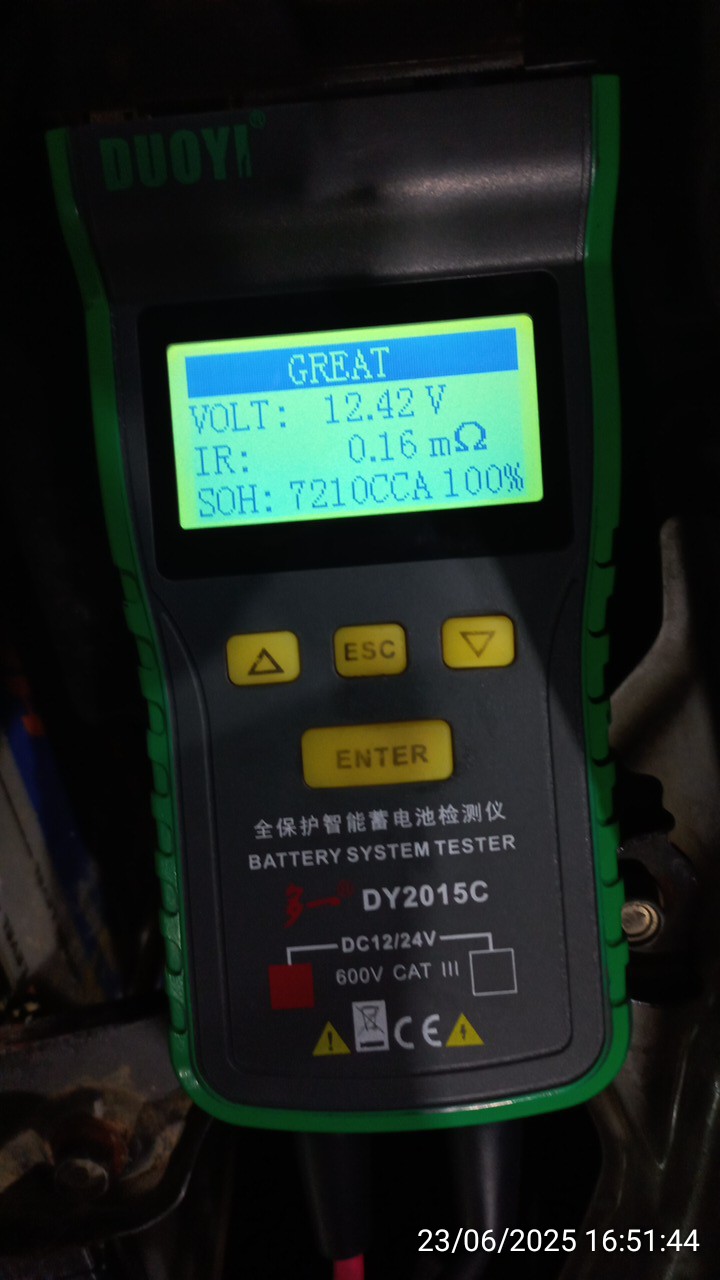 DUOYI®
GREAT
VOLT: 12.42 V
IR: 0.16 mΩ
SOH: 7210CCA 100%
ESC
ENTER
全保护智能蓄电池检测仪
BATTERY SYSTEM TESTER
DY2015C
DC12/24V
600V CAT III
CE
23/06/2025 16:51:44